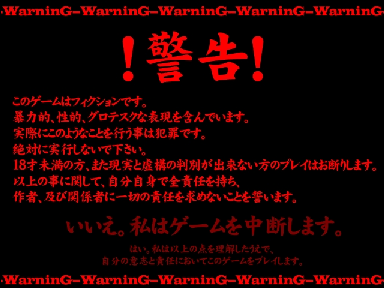 -WarninG-WarninG-WarninG-WarninG-WarninG-
！警告！
このゲームはフィクションです。
暴力的、性的、グロテスクな表現を含んでいます。
実際にこのようなことを行う事は犯罪です。
絶対に実行しないで下さい。
18才未満の方、また現実と虚構の判別が出来ない方のプレイはお断りします。
以上の事に関して、自分自身で全責任を持ち、
作者、及び関係者に一切の責任を求めないことを誓います。
いいえ。私はゲームを中断します。
はい。私は以上の点を理解したうえで、
自分の意志と責任においてこのゲームをプレイします。
-WarninG-WarninG-WarninG-WarninG-WarninG-